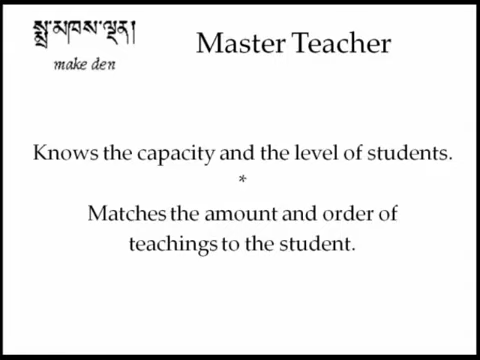 སྨྲ་མཁས་ལྡན།
make den
Master Teacher
Knows the capacity and the level of students.
*
Matches the amount and order of
teachings to the student.